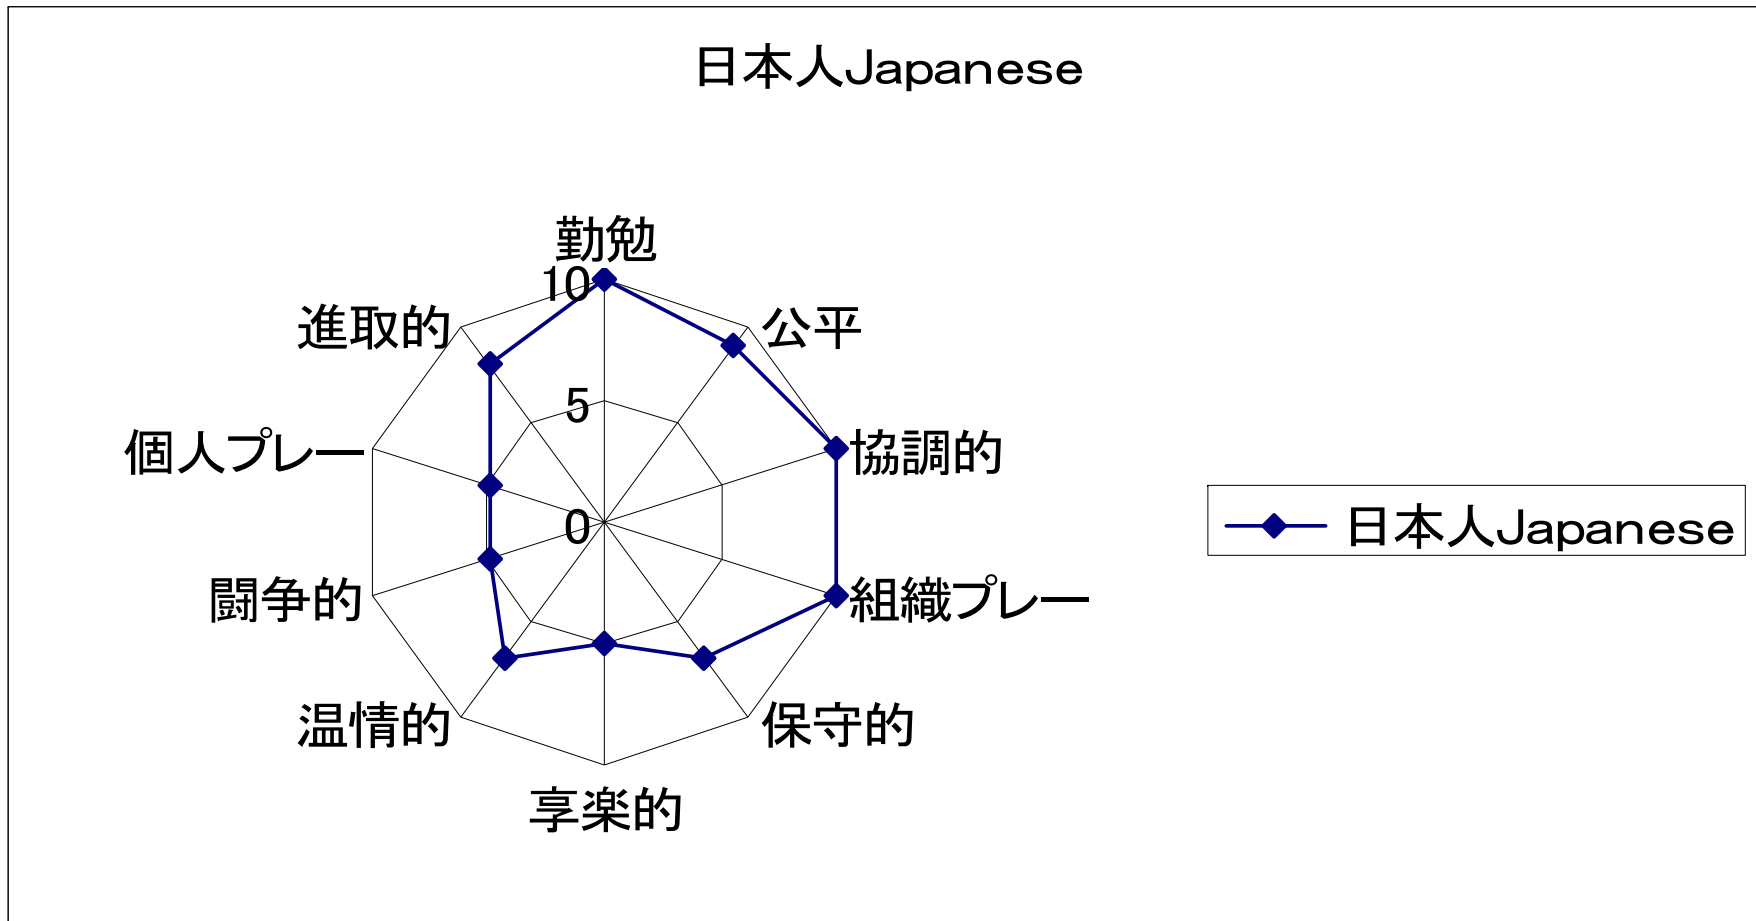 日本人Japanese
勤勉
10
公平
進取的
5
協調的
個人プレー
0
日本人Japanese
闘争的
組織プレー
温情的
保守的
享楽的